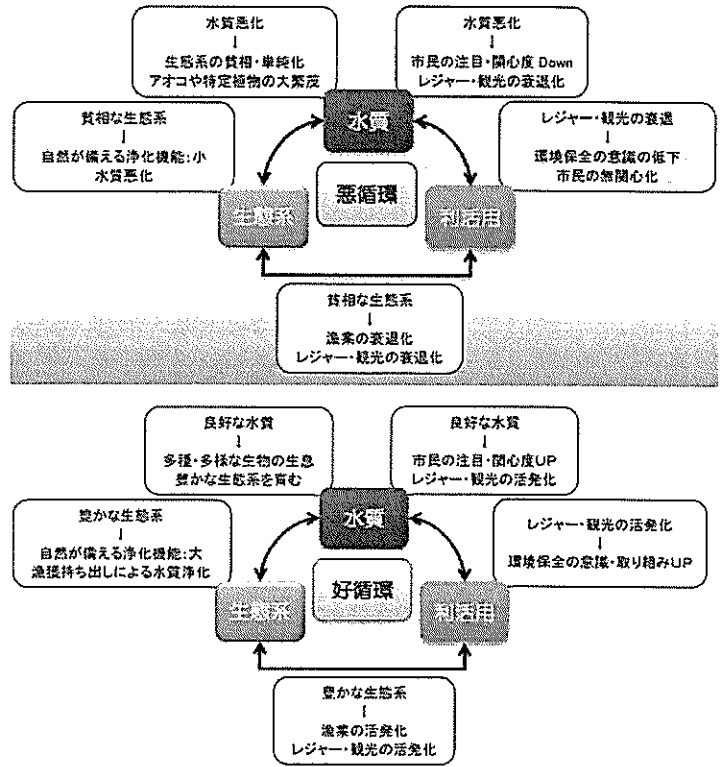 水質悪化
↓
生態系の貧相・単純化
アオコや特定植物の大繁茂
水質悪化
↓
市民の注目・関心度 Down
レジャー・観光の衰退化
貧相な生態系
↓
自然が備える浄化機能:小
水質悪化
水質
レジャー・観光の衰退
↓
環境保全の意識の低下
市民の無関心化
悪循環
生態系
利活用
貧相な生態系
↓
漁業の衰退化
レジャー・観光の衰退化
良好な水質
↓
多種・多様な生物の生息
豊かな生態系を育む
良好な水質
↓
市民の注目・関心度UP
レジャー・観光の活発化
豊かな生態系
↓
自然が備える浄化機能:大
漁獲持ち出しによる水質浄化
水質
レジャー・観光の活発化
↓
環境保全の意識・取り組みUP
好循環
生態系
利活用
豊かな生態系
↓
漁業の活発化
レジャー・観光の活発化